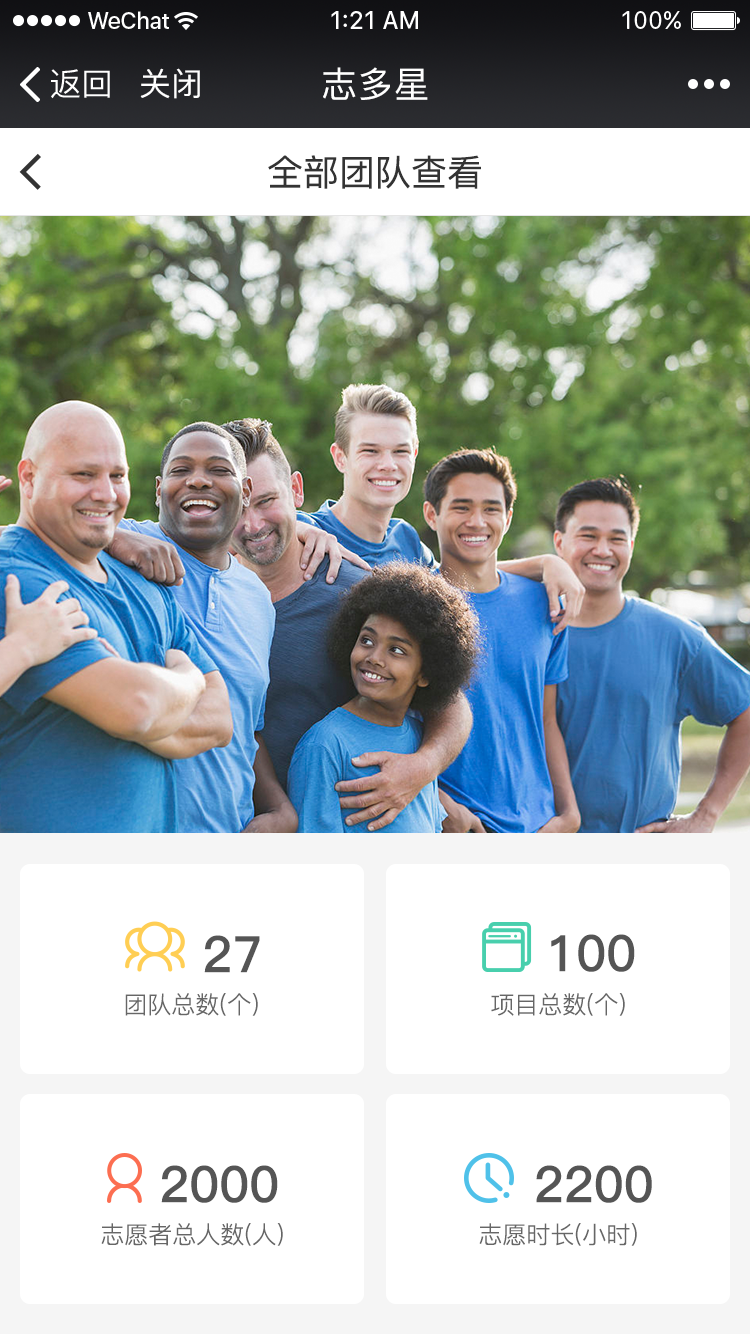 WeChat 1:21 AM 100%
返回 关闭 志多星
全部团队查看
27 100
团队总数(个) 项目总数(个)
2000 2200
志愿者总人数(人) 志愿时长(小时)